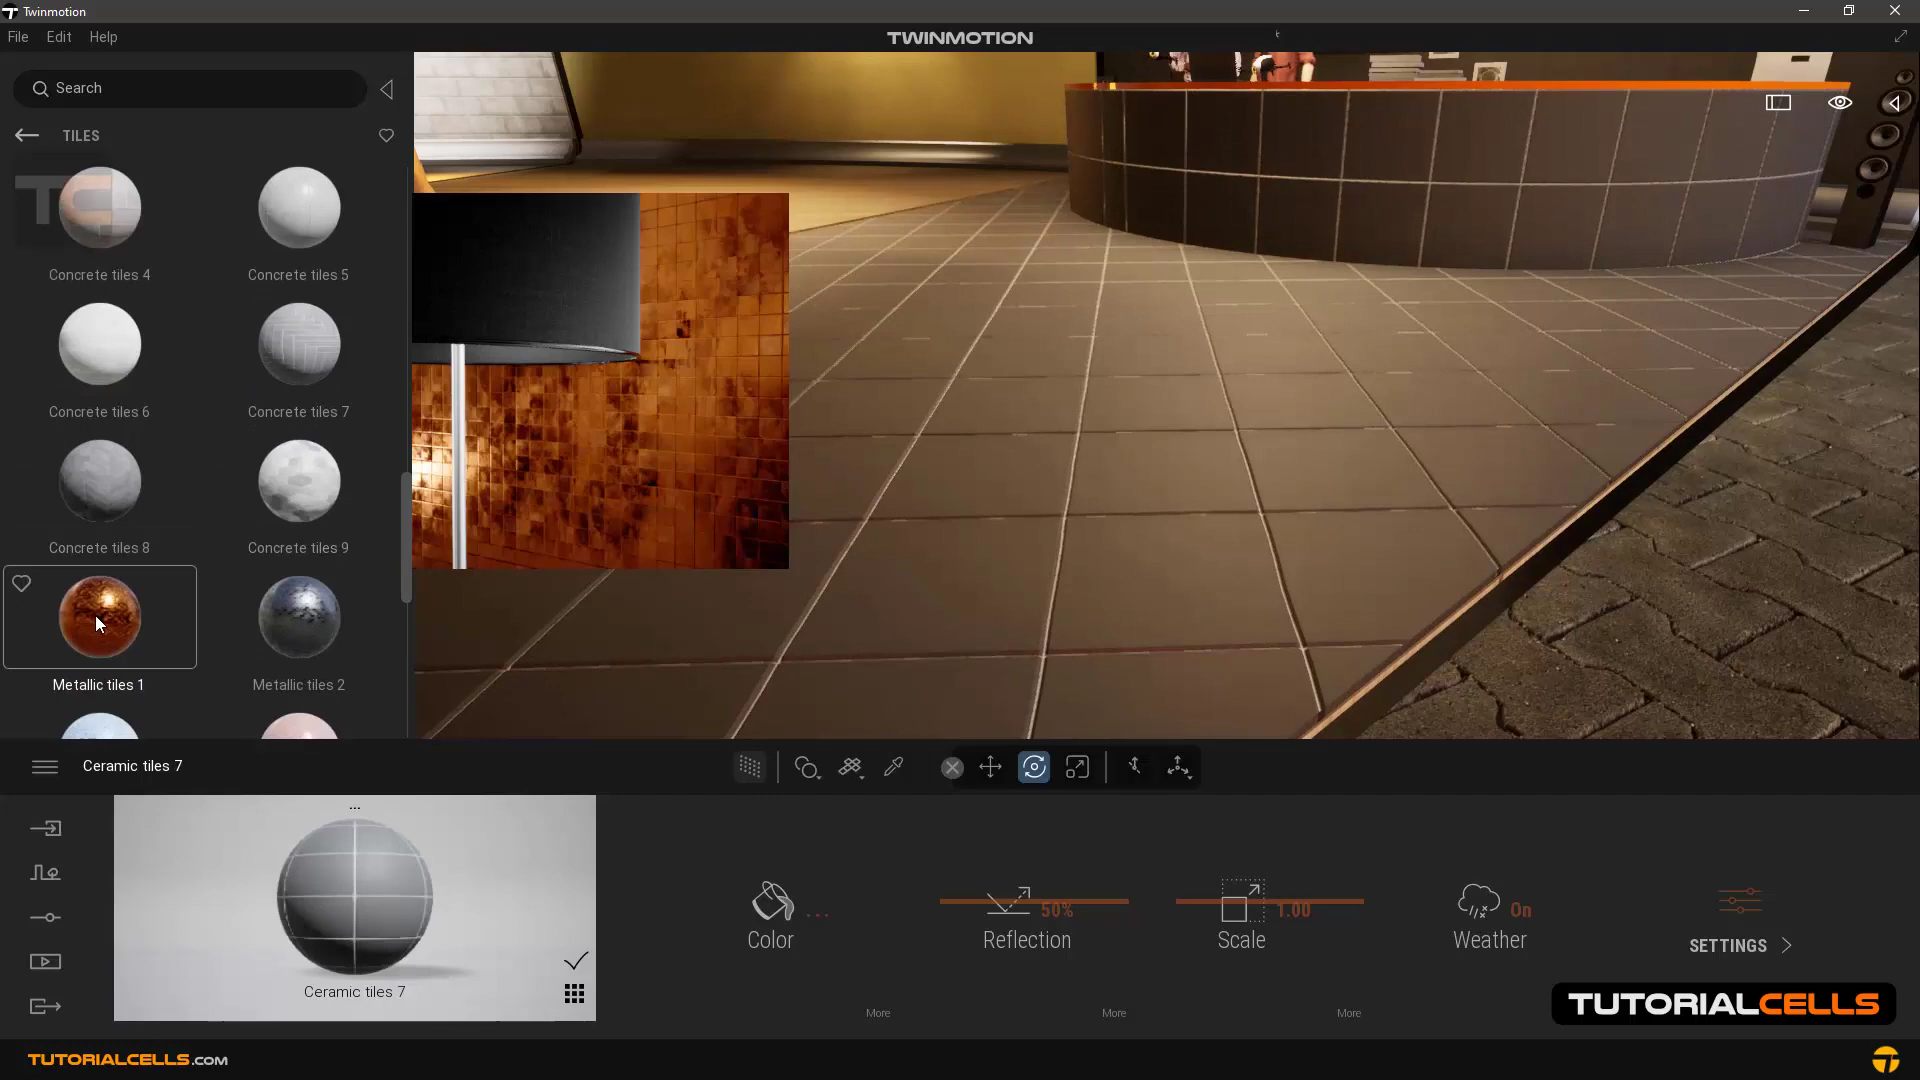 Twinmotion
File Edit Help
TWINMOTION
Search
TILES
TC
Concrete tiles 4
Concrete tiles 5
Concrete tiles 6
Concrete tiles 7
Concrete tiles 8
Concrete tiles 9
Metallic tiles 1
Metallic tiles 2
Ceramic tiles 7
...
Ceramic tiles 7
Color ...
Reflection 50%
Scale 1.00
Weather On
SETTINGS
More
More
More
TUTORIALCELLS
TUTORIALCELLS.COM